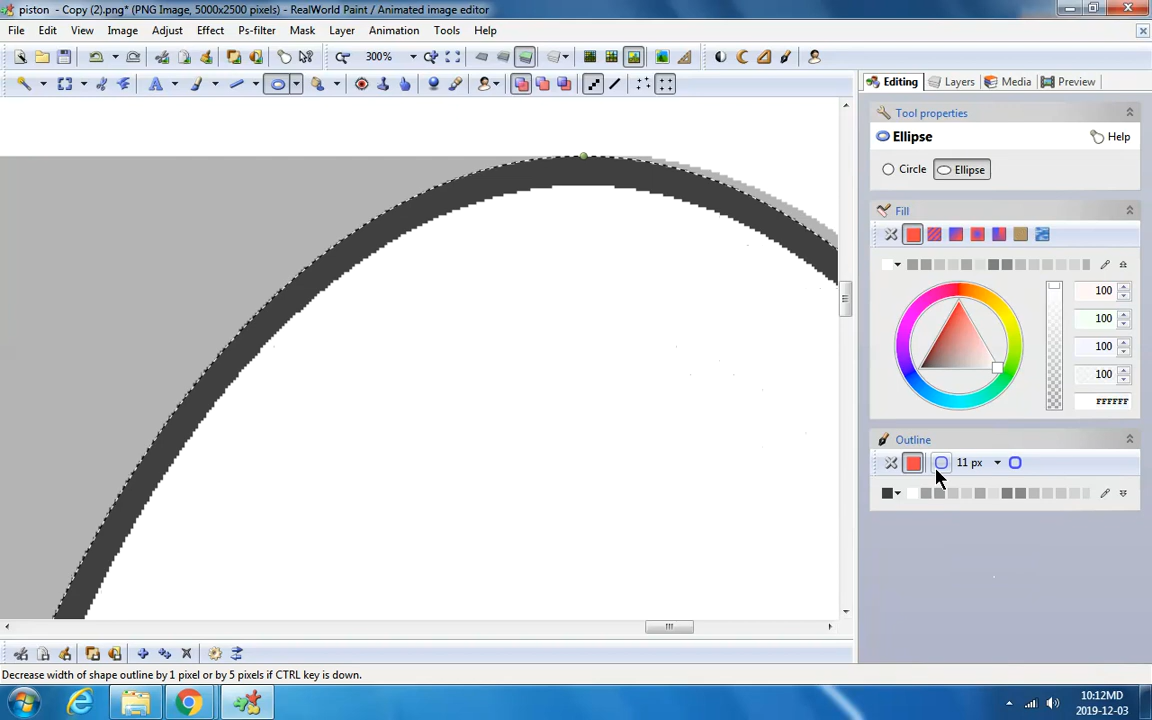 piston - Copy (2).png* (PNG Image, 5000x2500 pixels) - RealWorld Paint / Animated image editor
File Edit View Image Adjust Effect Ps-filter Mask Layer Animation Tools Help
300%
Editing Layers Media Preview
Tool properties
Ellipse Help
Circle Ellipse
Fill
100
100
100
100
FFFFFF
Outline
11 px
Decrease width of shape outline by 1 pixel or by 5 pixels if CTRL key is down.
10:12MD
2019-12-03